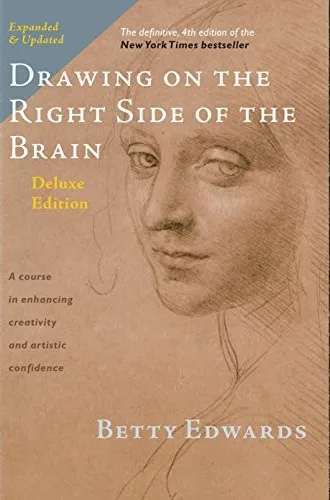 Expanded
& Updated
The definitive, 4th edition of the
New York Times bestseller
DRAWING ON THE
RIGHT SIDE OF THE
BRAIN
Deluxe
Edition
A course
in enhancing
creativity
and artistic
confidence
BETTY EDWARDS